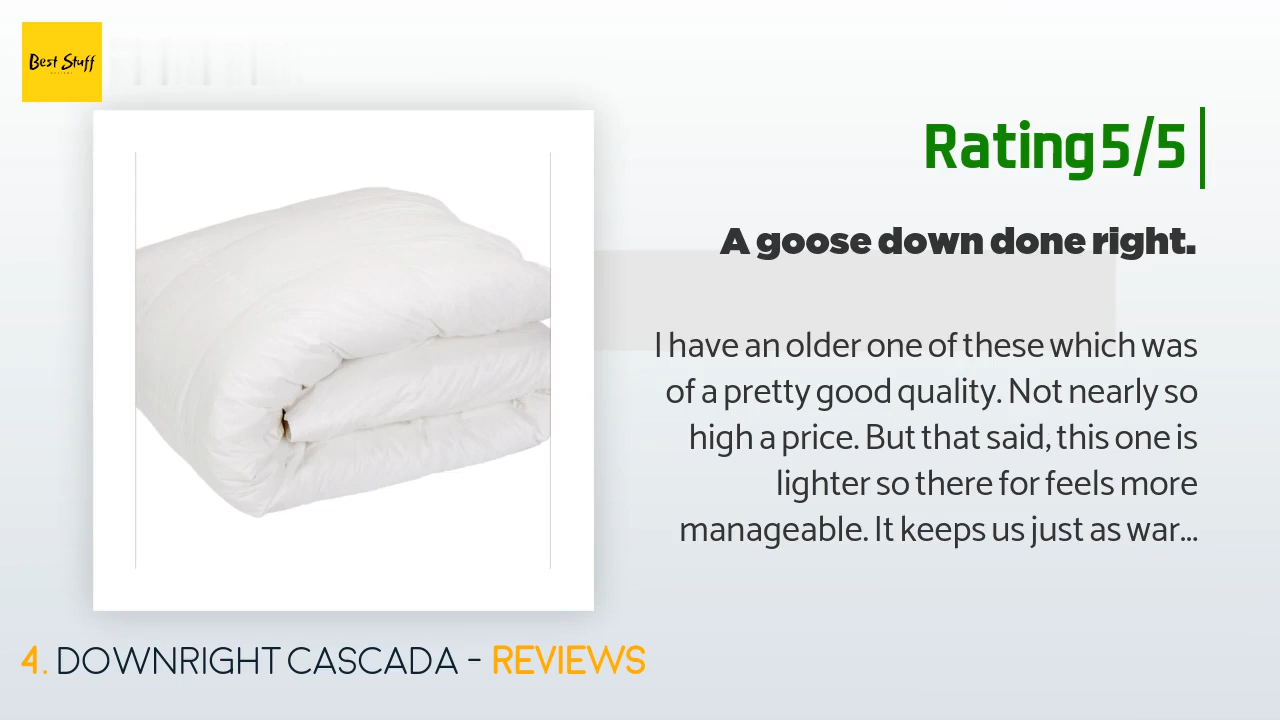 Best Stuff
Rating 5/5
A goose down done right.
I have an older one of these which was
of a pretty good quality. Not nearly so
high a price. But that said, this one is
lighter so there for feels more
manageable. It keeps us just as war...
4. DOWNRIGHT CASCADA - REVIEWS